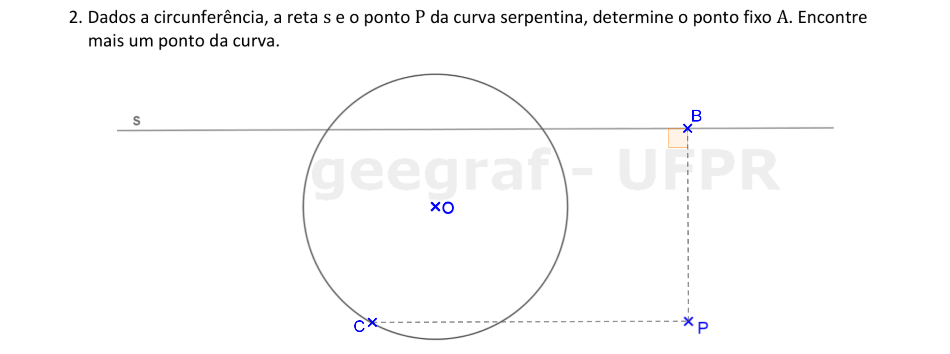 2. Dados a circunferência, a reta s e o ponto P da curva serpentina, determine o ponto fixo A. Encontre
mais um ponto da curva.
s
B
geegraf - UFPR
O
C
P